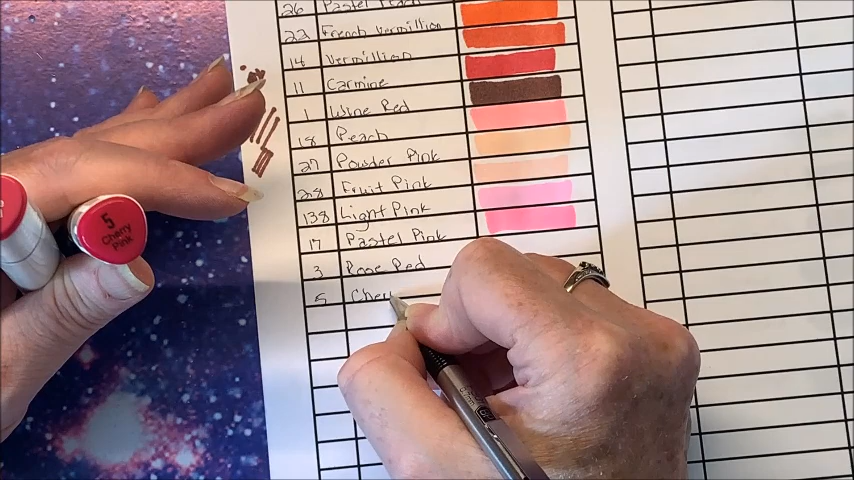 26 Pastel Peach
22 French Vermillion
14 Vermillion
11 Carmine
1 Wine Red
18 Peach
27 Powder Pink
28 Fruit Pink
138 Light Pink
17 Pastel Pink
3 Rose Red
5 Cher
5
Cherry
Pink